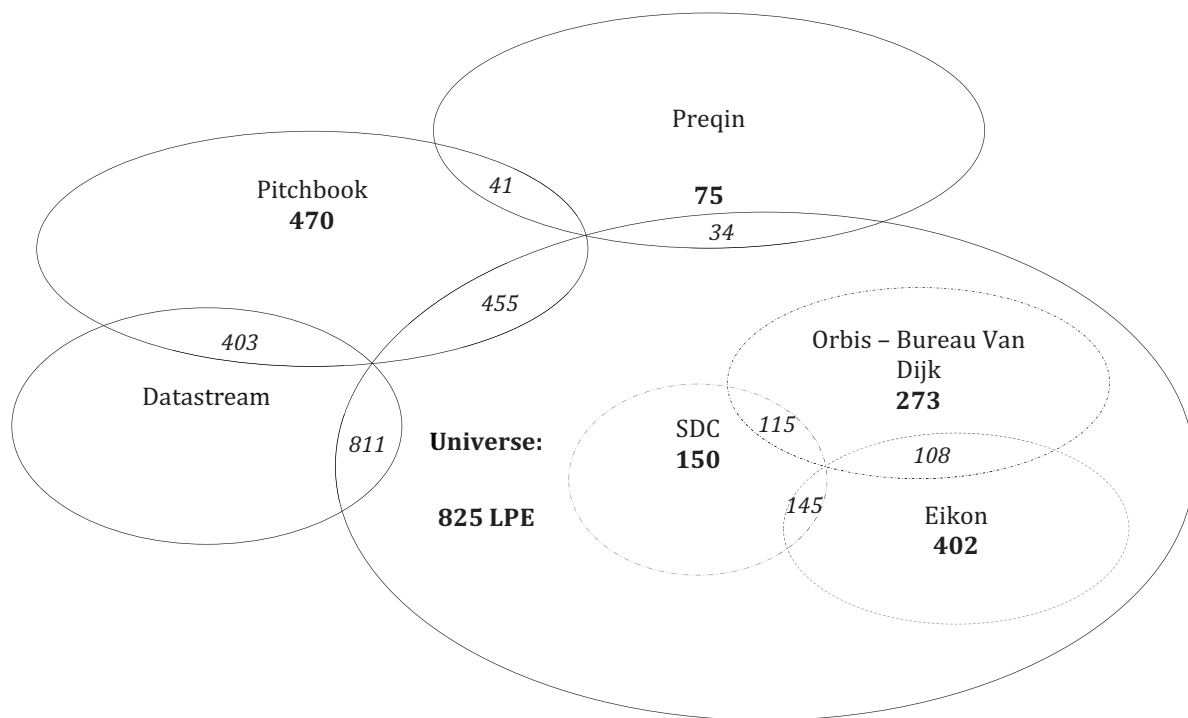 Preqin
75
41
34
Pitchbook
470
455
403
Datastream
811
Universe:
825 LPE
Orbis – Bureau Van
Dijk
273
SDC
150
115
108
145
Eikon
402